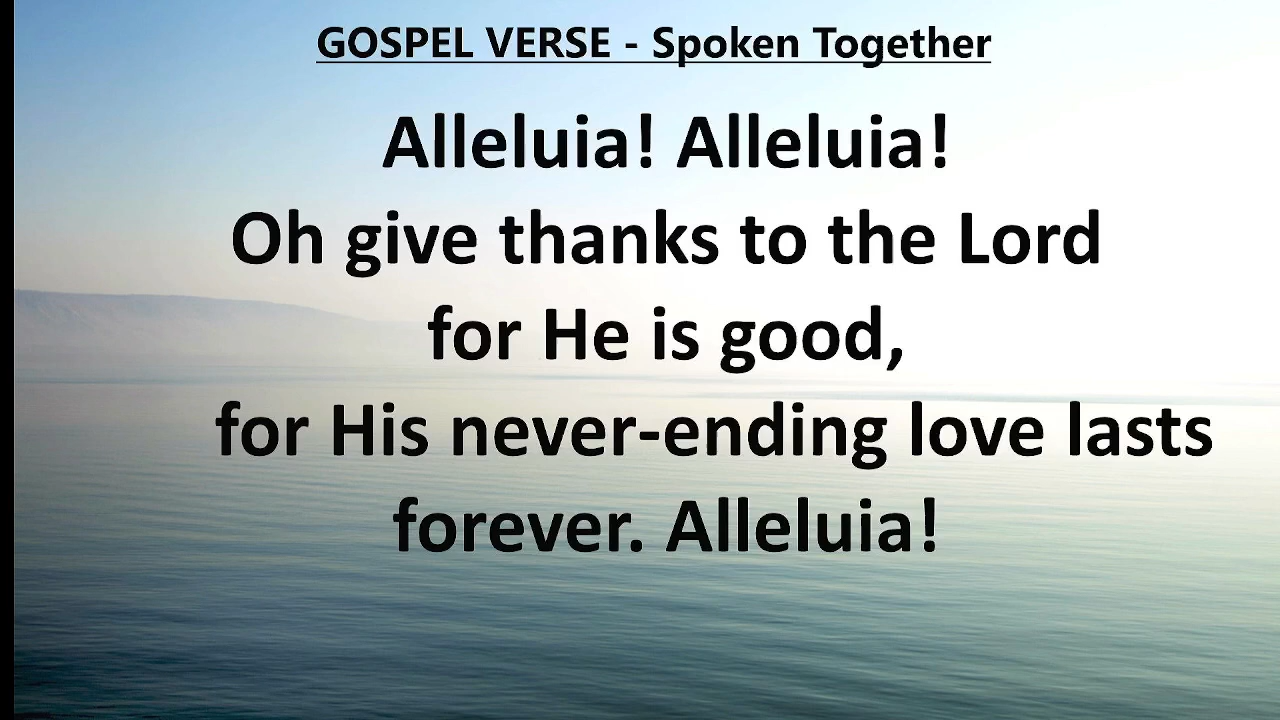 GOSPEL VERSE - Spoken Together
Alleluia! Alleluia!
Oh give thanks to the Lord
for He is good,
for His never-ending love lasts
forever. Alleluia!